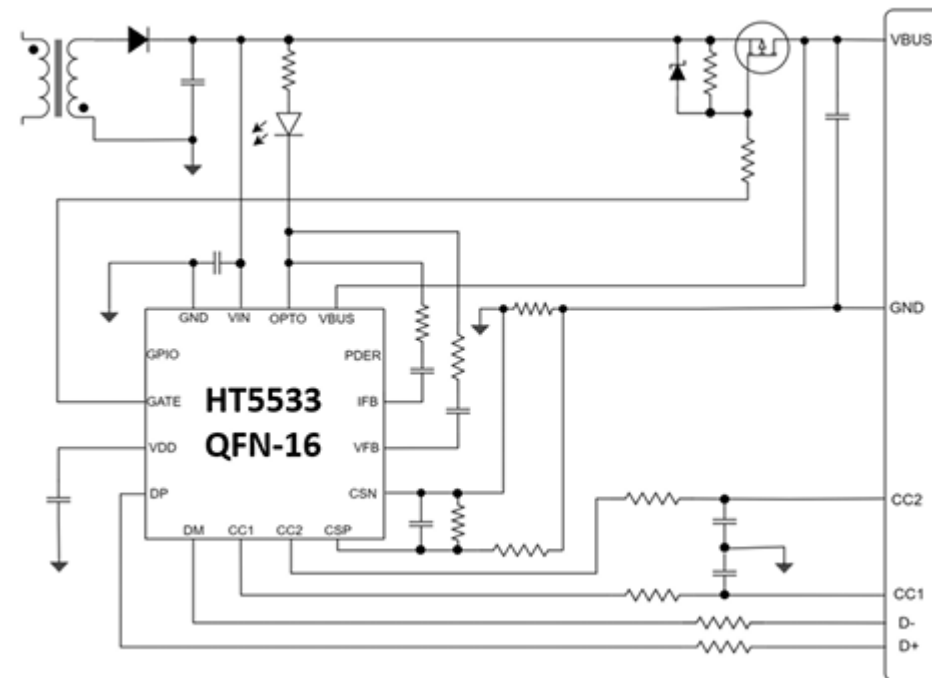 VBUS
GND VIN OPTO VBUS
GND
GPIO
PDER
HT5533
GATE
IFB
QFN-16
VDD
VFB
DP
CSN
CC2
DM CC1 CC2 CSP
CC1
D-
D+